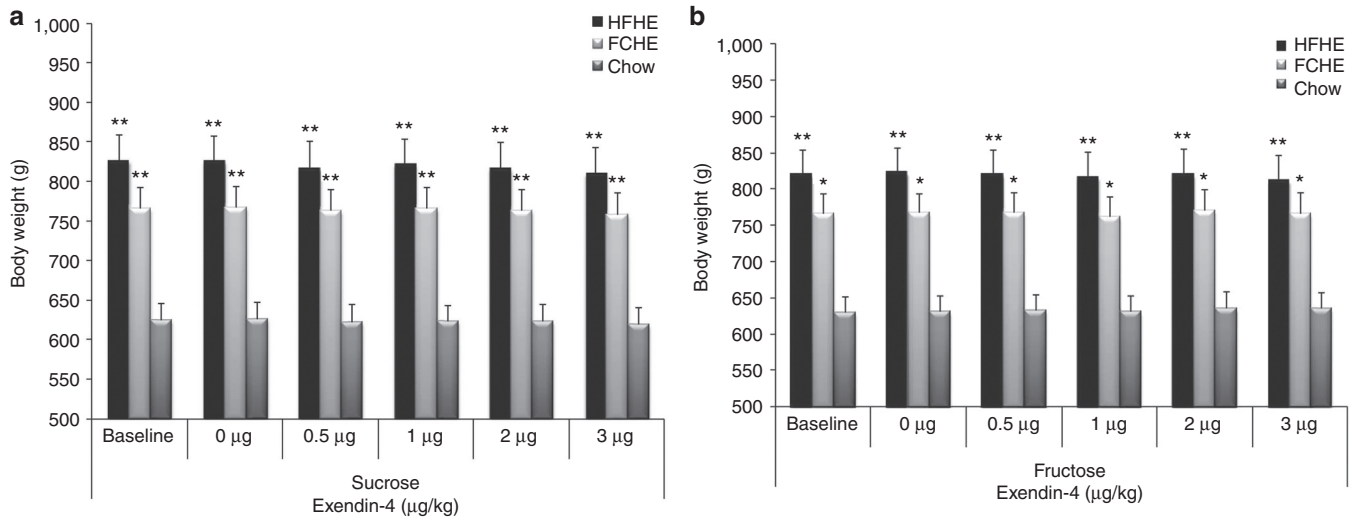 a
1,000
950
900
850
800
750
700
650
600
550
500
Body weight (g)
HFHE
FCHE
Chow
** ** ** ** ** **
** ** ** ** ** **
Baseline 0 μg 0.5 μg 1 μg 2 μg 3 μg
Sucrose
Exendin-4 (μg/kg)
b
1,000
950
900
850
800
750
700
650
600
550
500
Body weight (g)
HFHE
FCHE
Chow
** ** ** ** ** **
* * * * * *
Baseline 0 μg 0.5 μg 1 μg 2 μg 3 μg
Fructose
Exendin-4 (μg/kg)